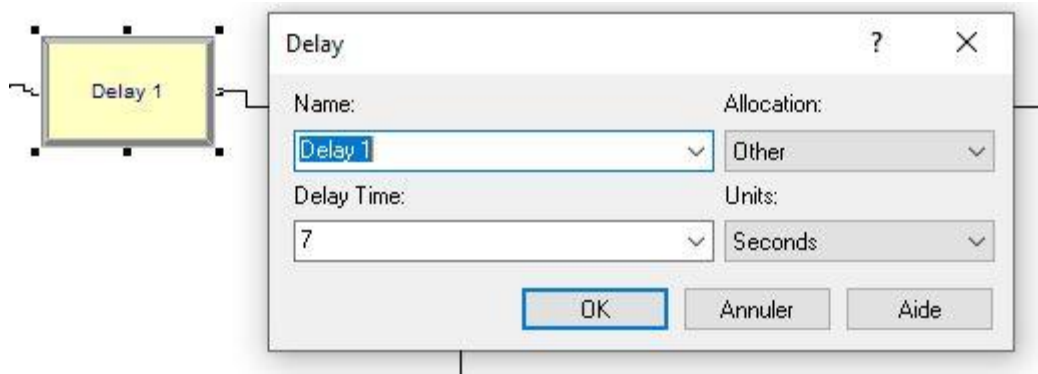 Delay 1
Delay ? ×
Name: Allocation:
Delay 1 Other
Delay Time: Units:
7 Seconds
OK Annuler Aide